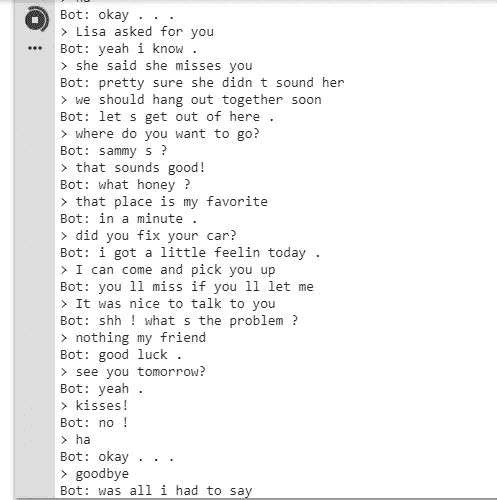 Bot: okay . . .
> Lisa asked for you
Bot: yeah i know .
> she said she misses you
Bot: pretty sure she didn t sound her
> we should hang out together soon
Bot: let s get out of here .
> where do you want to go?
Bot: sammy s ?
> that sounds good!
Bot: what honey ?
> that place is my favorite
Bot: in a minute .
> did you fix your car?
Bot: i got a little feelin today .
> I can come and pick you up
Bot: you ll miss if you ll let me
> It was nice to talk to you
Bot: shh ! what s the problem ?
> nothing my friend
Bot: good luck .
> see you tomorrow?
Bot: yeah .
> kisses!
Bot: no !
> ha
Bot: okay . . .
> goodbye
Bot: was all i had to say